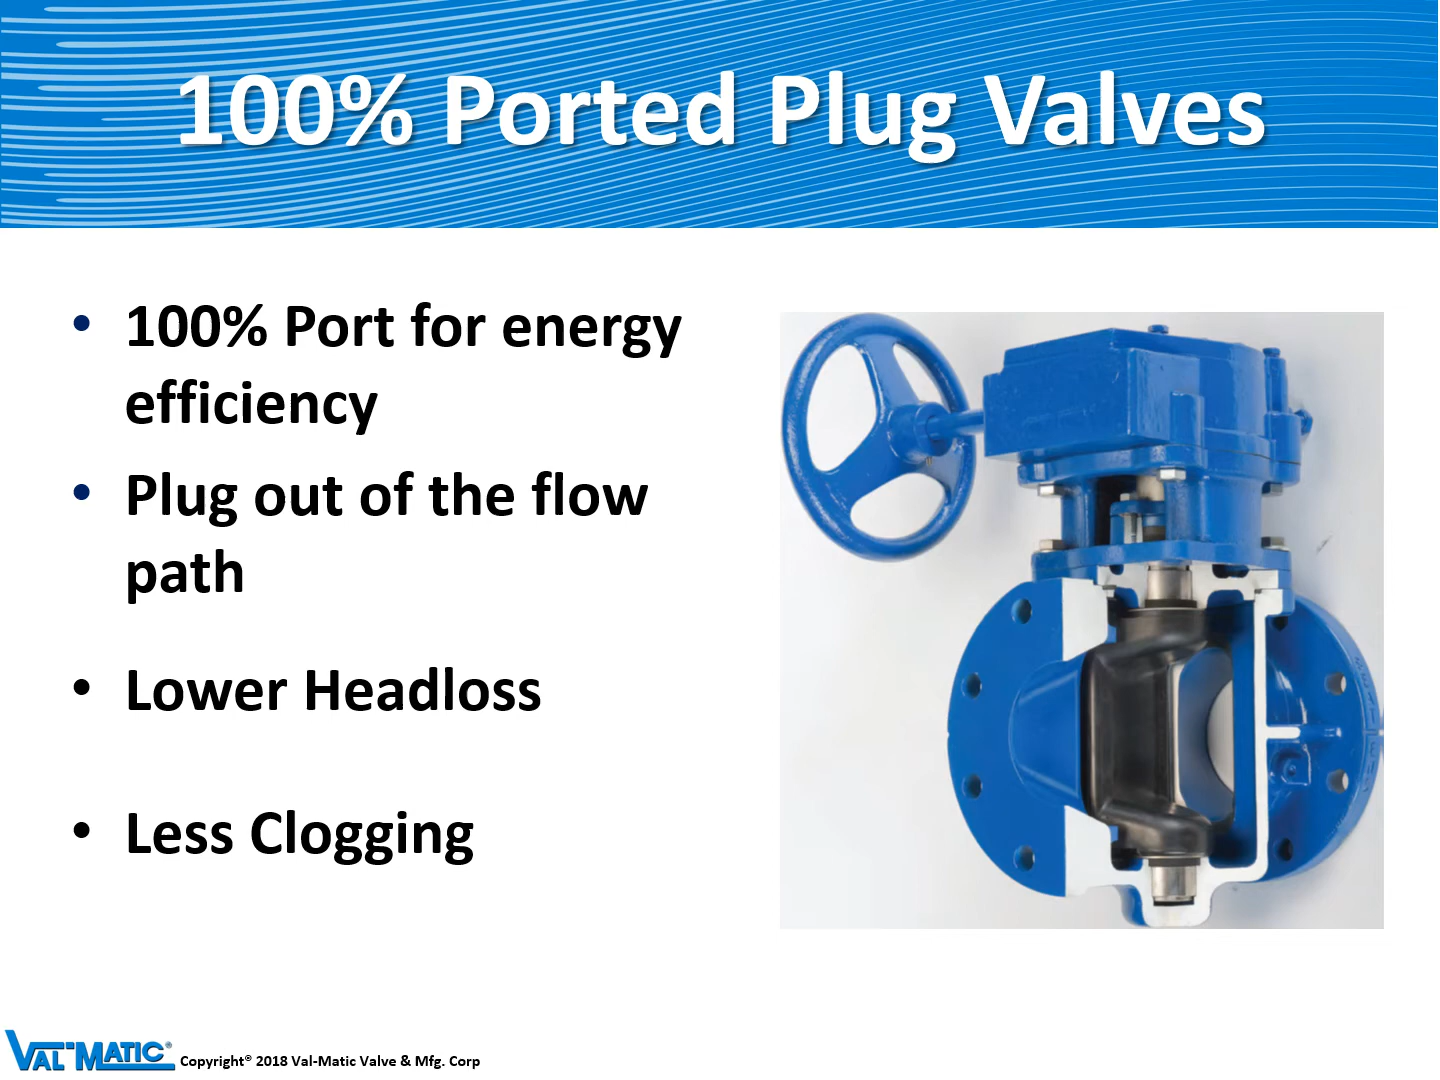 100% Ported Plug Valves
• 100% Port for energy
efficiency
• Plug out of the flow
path
• Lower Headloss
• Less Clogging
VAL-MATIC®
Copyright® 2018 Val-Matic Valve & Mfg. Corp